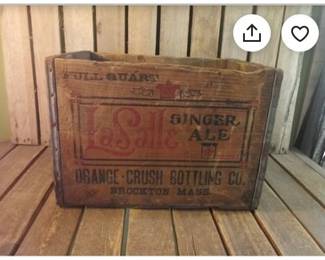 FULL QUART
LaSalle
GINGER
ALE
ORANGE-CRUSH BOTTLING CO.
BROCKTON MASS.